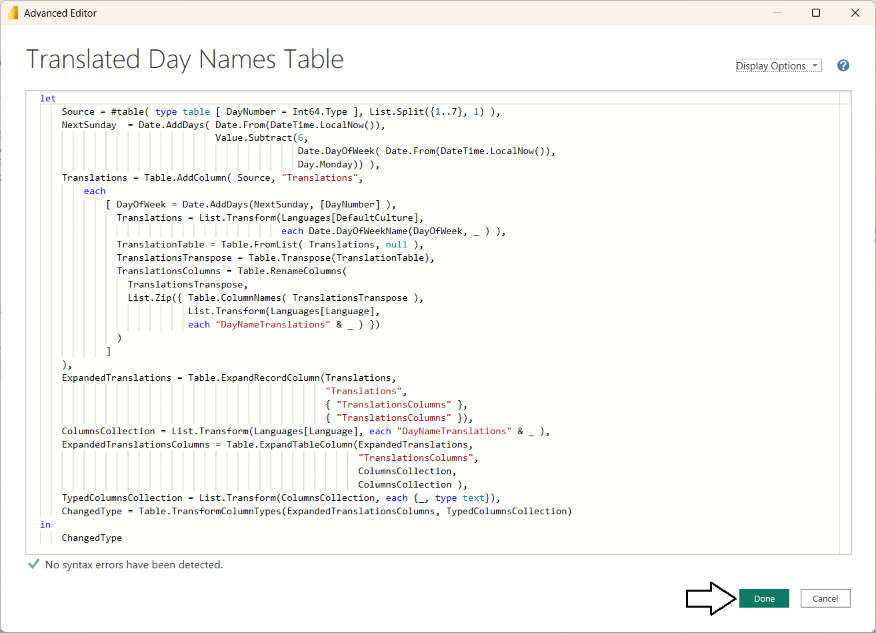 Advanced Editor
Translated Day Names Table
Display Options
?
let
Source = #table( type table [ DayNumber = Int64.Type ], List.Split({1..7}, 1) ),
NextSunday  = Date.AddDays( Date.From(DateTime.LocalNow()),
Value.Subtract(6,
Date.DayOfWeek( Date.From(DateTime.LocalNow()),
Day.Monday)) ),
Translations = Table.AddColumn( Source, "Translations",
each
[ DayOfWeek = Date.AddDays(NextSunday, [DayNumber] ),
Translations = List.Transform(Languages[DefaultCulture],
each Date.DayOfWeekName(DayOfWeek, _ ) ),
TranslationTable = Table.FromList( Translations, null ),
TranslationsTranspose = Table.Transpose(TranslationTable),
TranslationsColumns = Table.RenameColumns(
TranslationsTranspose,
List.Zip({ Table.ColumnNames( TranslationsTranspose ),
List.Transform(Languages[Language],
each "DayNameTranslations" & _ ) })
)
]
),
ExpandedTranslations = Table.ExpandRecordColumn(Translations,
"Translations",
{ "TranslationsColumns" },
{ "TranslationsColumns" }),
ColumnsCollection = List.Transform(Languages[Language], each "DayNameTranslations" & _ ),
ExpandedTranslationsColumns = Table.ExpandTableColumn(ExpandedTranslations,
"TranslationsColumns",
ColumnsCollection,
ColumnsCollection ),
TypedColumnsCollection = List.Transform(ColumnsCollection, each {_, type text}),
ChangedType = Table.TransformColumnTypes(ExpandedTranslationsColumns, TypedColumnsCollection)
in
ChangedType
No syntax errors have been detected.
Done
Cancel